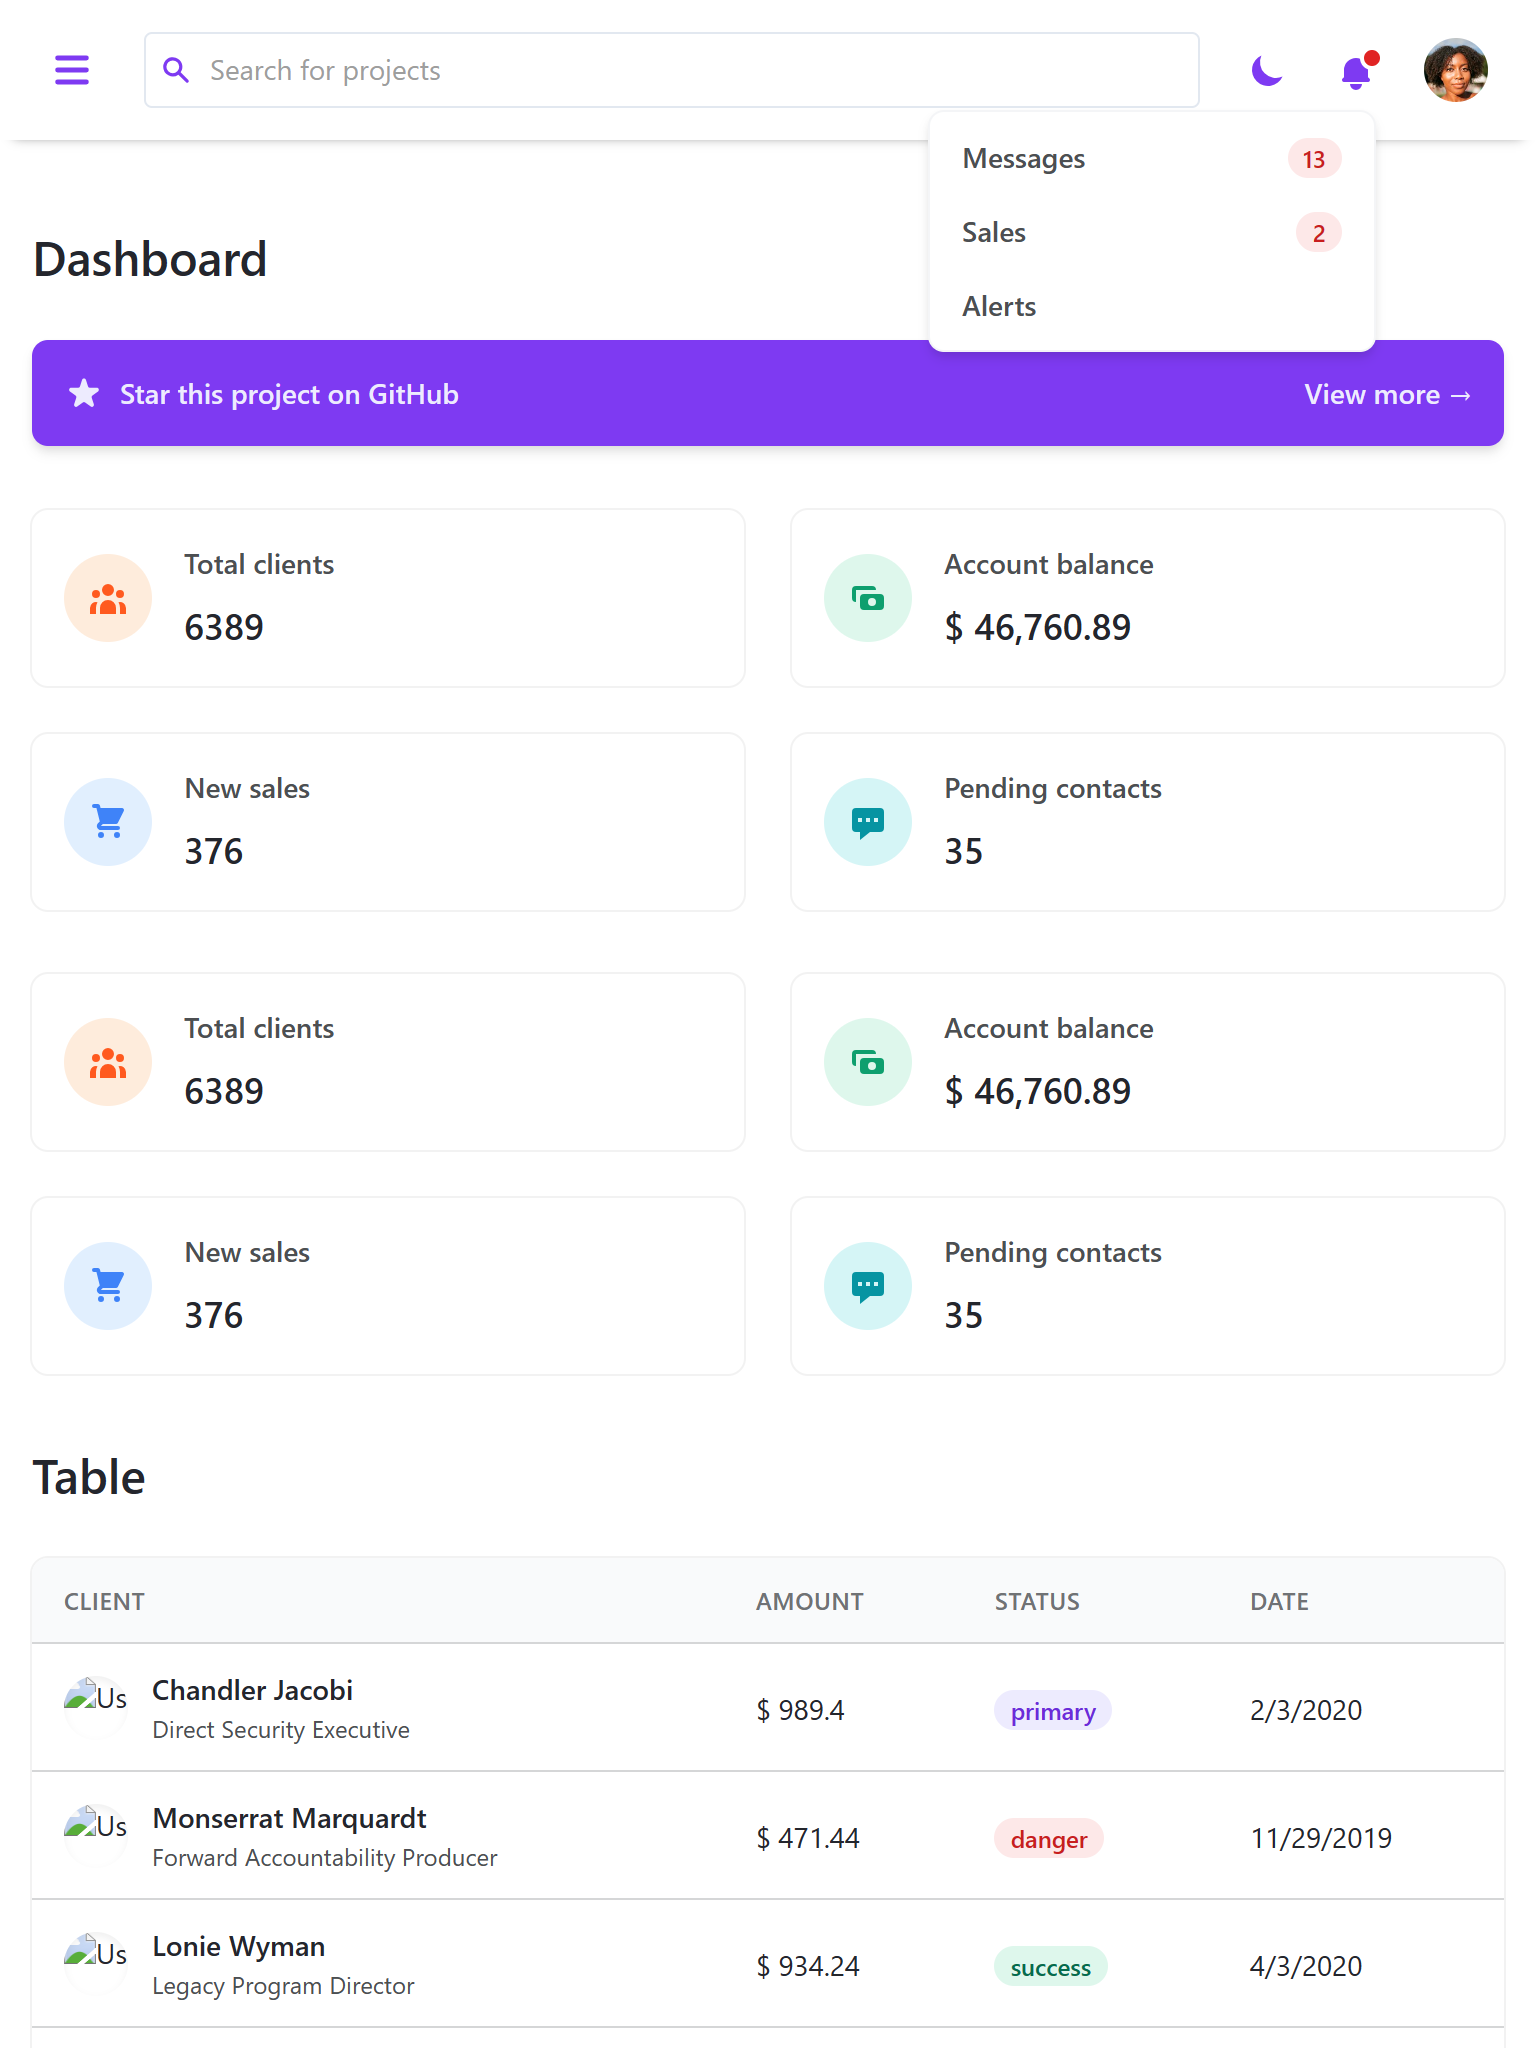 Search for projects
Messages 13
Sales 2
Alerts
Dashboard
Star this project on GitHub View more →
Total clients
6389
Account balance
$ 46,760.89
New sales
376
Pending contacts
35
Total clients
6389
Account balance
$ 46,760.89
New sales
376
Pending contacts
35
Table
CLIENT AMOUNT STATUS DATE
Us Chandler Jacobi
Direct Security Executive
$ 989.4 primary 2/3/2020
Us Monserrat Marquardt
Forward Accountability Producer
$ 471.44 danger 11/29/2019
Us Lonie Wyman
Legacy Program Director
$ 934.24 success 4/3/2020